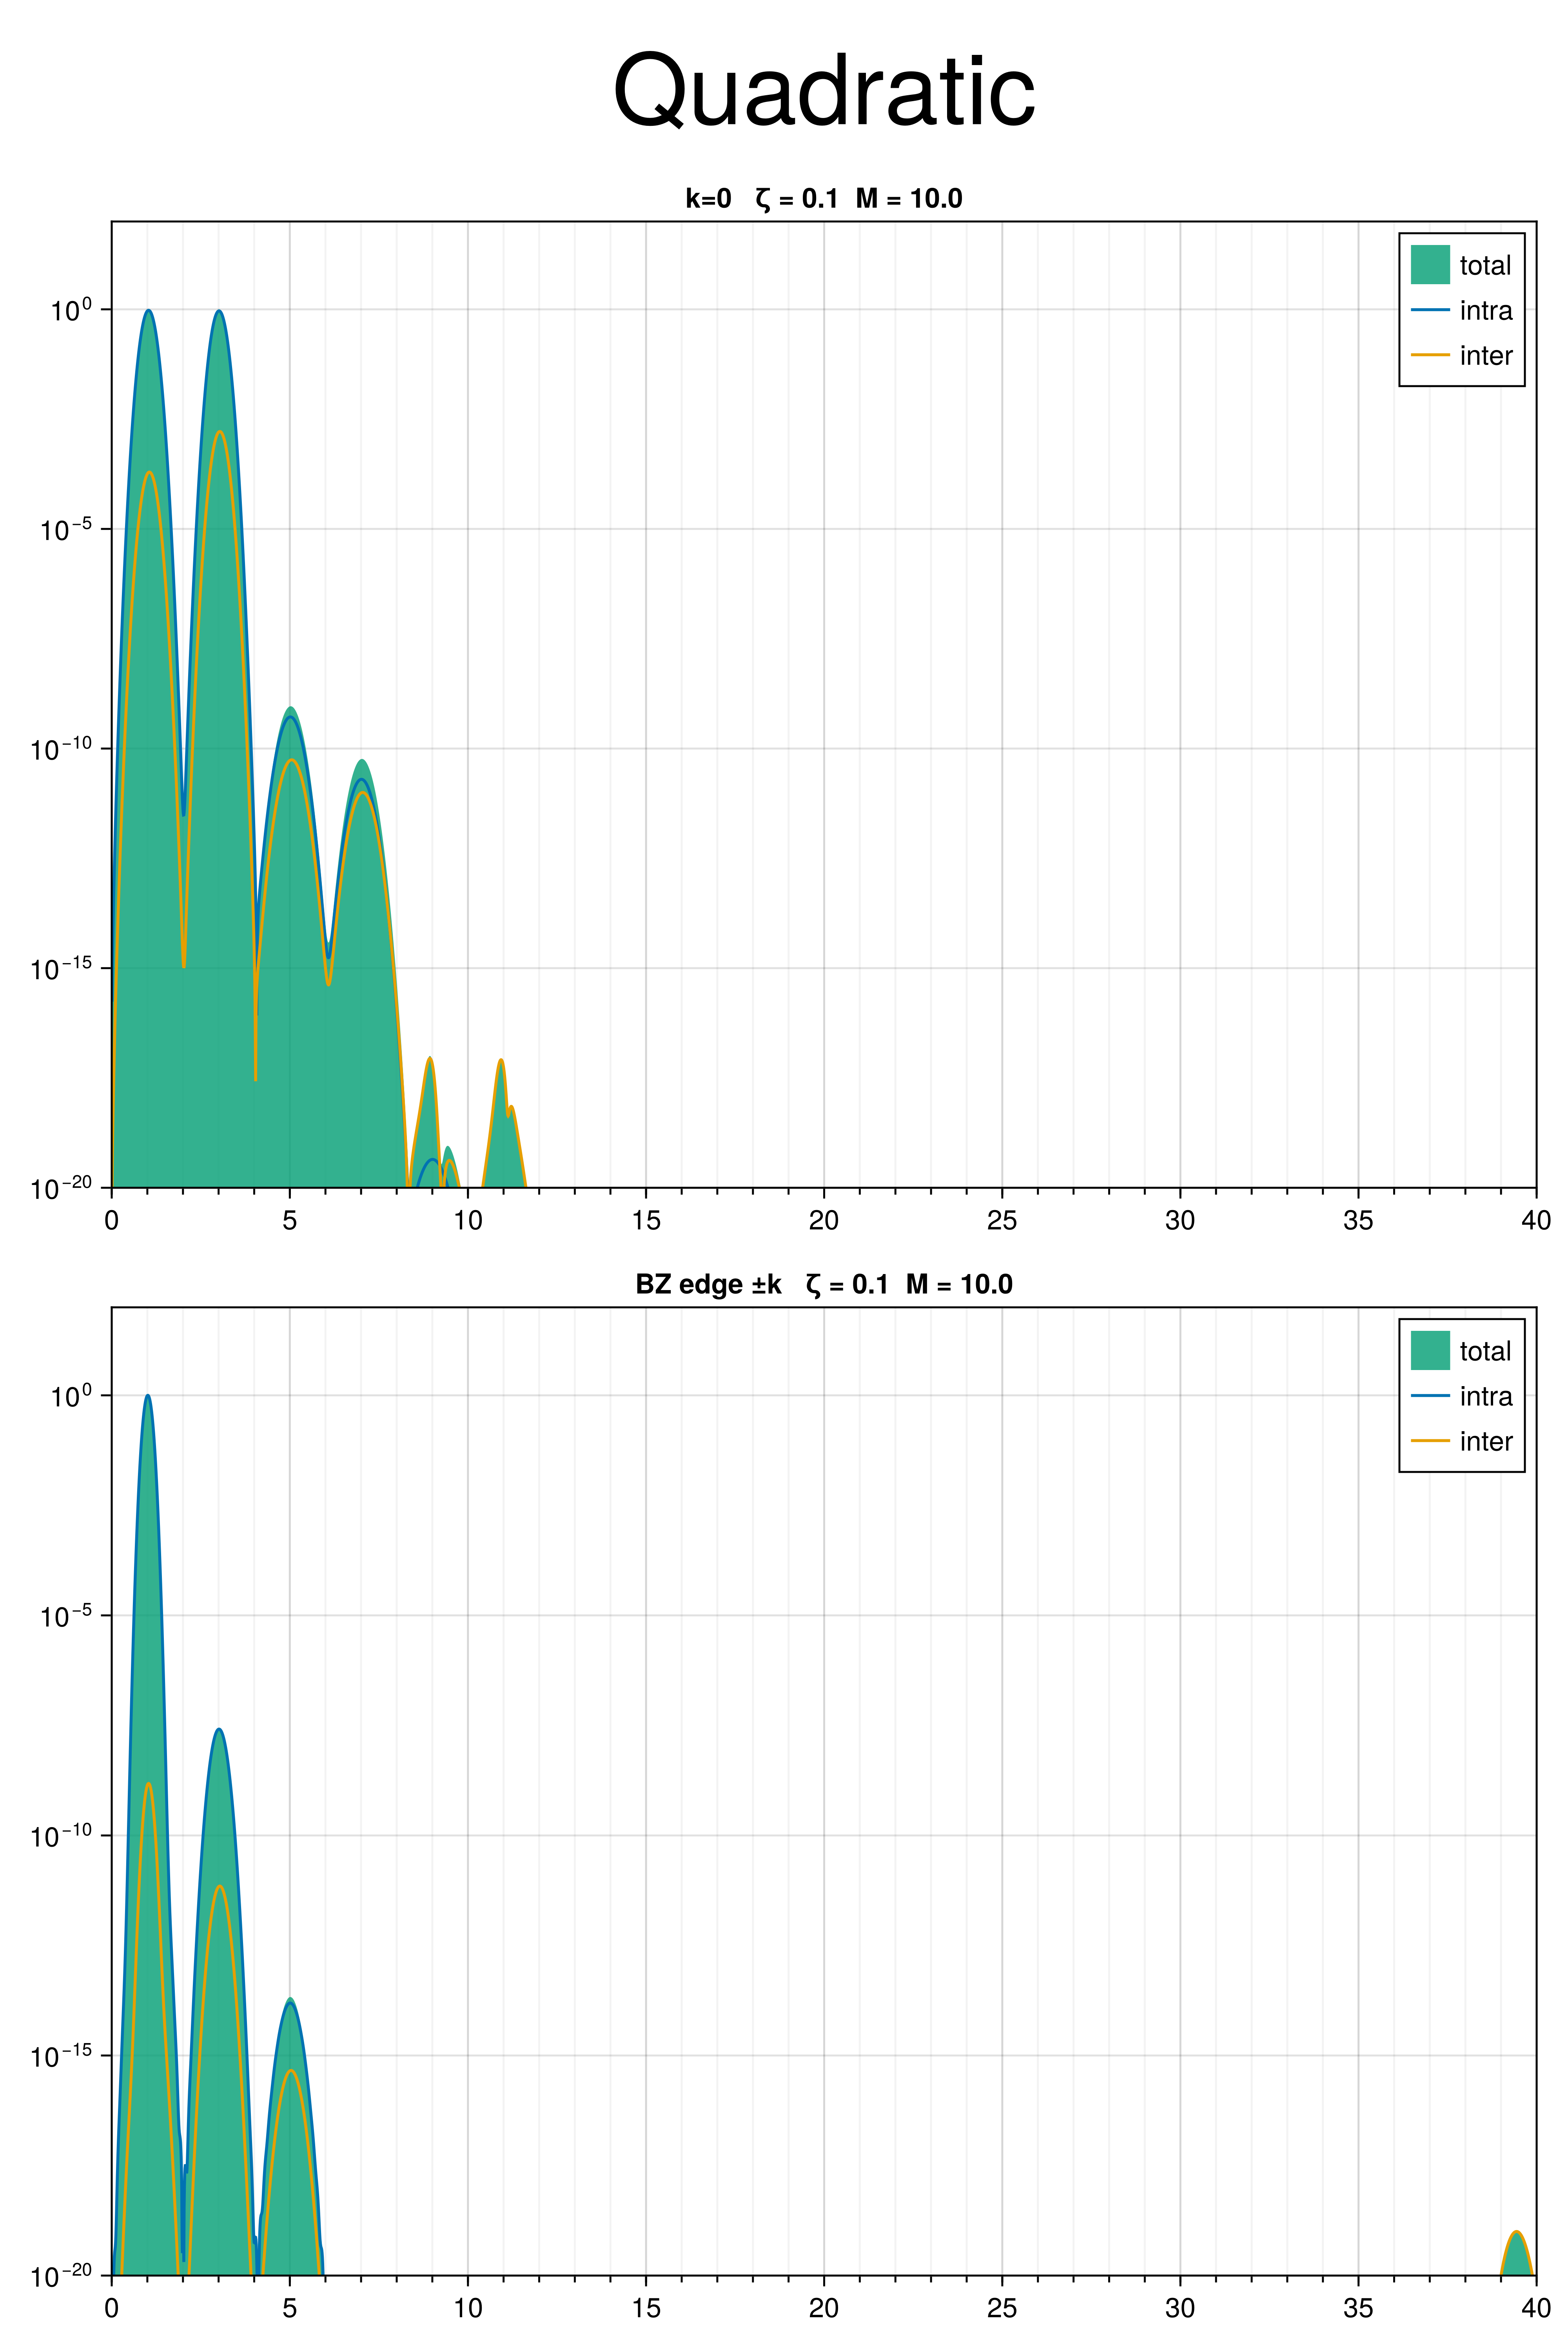 Quadratic
k=0 ζ = 0.1 M = 10.0
total
intra
inter
10⁰
10⁻⁵
10⁻¹⁰
10⁻¹⁵
10⁻²⁰
0 5 10 15 20 25 30 35 40
BZ edge ±k ζ = 0.1 M = 10.0
total
intra
inter
10⁰
10⁻⁵
10⁻¹⁰
10⁻¹⁵
10⁻²⁰
0 5 10 15 20 25 30 35 40